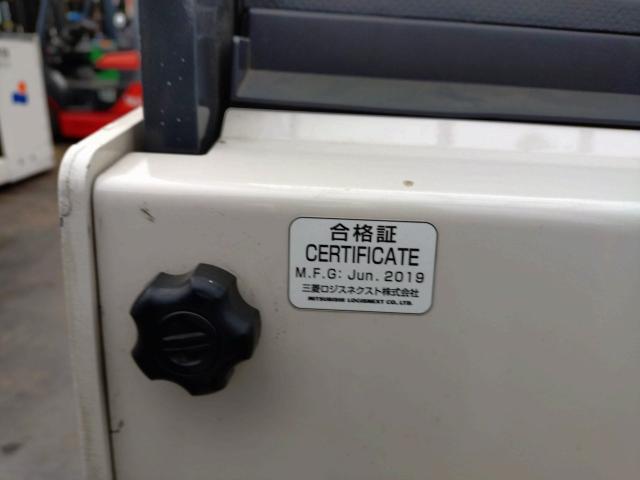 合格証
CERTIFICATE
M.F.G: Jun. 2019
三菱ロジスネクスト株式会社
MITSUBISHI LOGISNEXT CO., LTD.